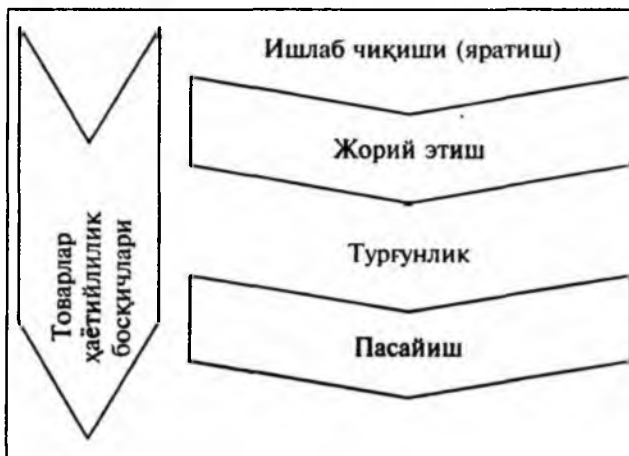 Товарлар
ҳаётийлилик
босқичлари
Ишлаб чиқиши (яратиш)
Жорий этиш
Турғунлик
Пасайиш